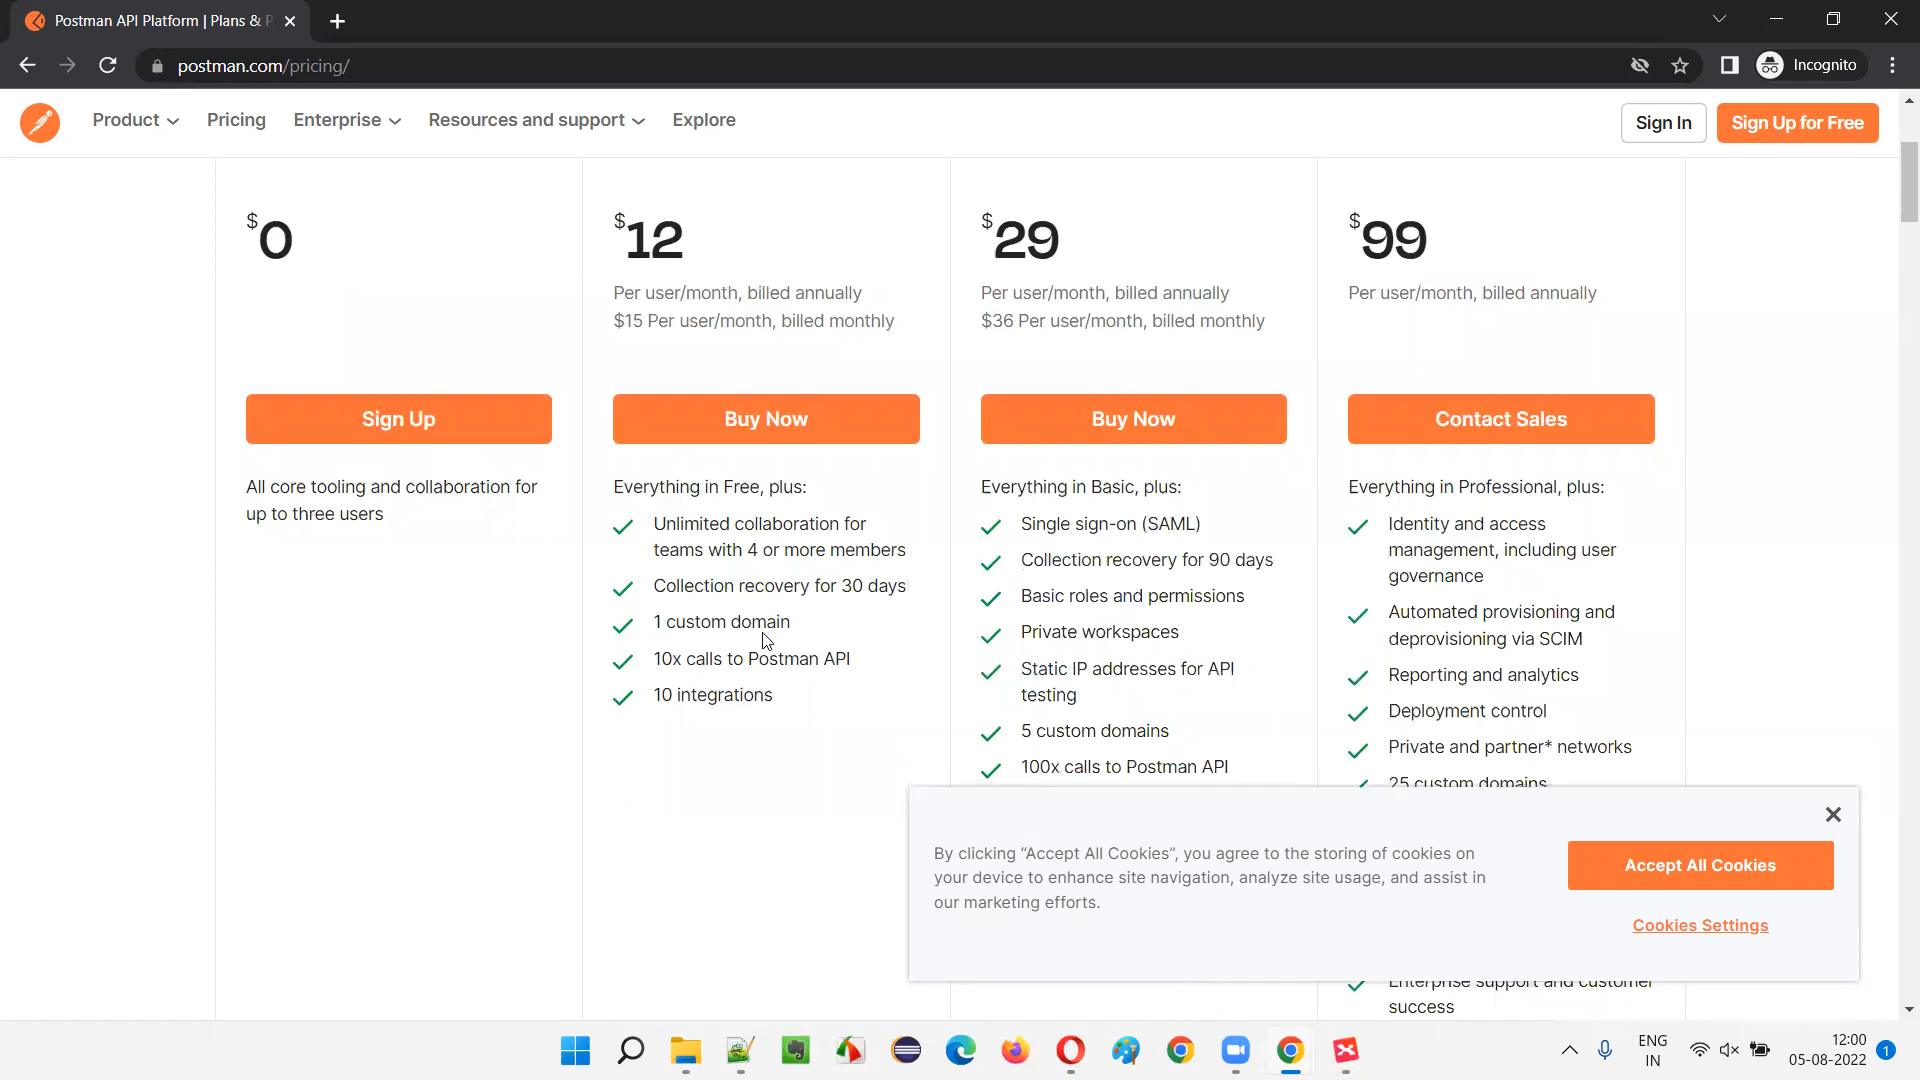 Postman API Platform | Plans & P
postman.com/pricing/
Incognito
Product
Pricing
Enterprise
Resources and support
Explore
Sign In
Sign Up for Free
$0
Sign Up
All core tooling and collaboration for
up to three users
$12
Per user/month, billed annually
$15 Per user/month, billed monthly
Buy Now
Everything in Free, plus:
Unlimited collaboration for
teams with 4 or more members
Collection recovery for 30 days
1 custom domain
10x calls to Postman API
10 integrations
$29
Per user/month, billed annually
$36 Per user/month, billed monthly
Buy Now
Everything in Basic, plus:
Single sign-on (SAML)
Collection recovery for 90 days
Basic roles and permissions
Private workspaces
Static IP addresses for API
testing
5 custom domains
100x calls to Postman API
$99
Per user/month, billed annually
Contact Sales
Everything in Professional, plus:
Identity and access
management, including user
governance
Automated provisioning and
deprovisioning via SCIM
Reporting and analytics
Deployment control
Private and partner* networks
25 custom domains
Enterprise support and customer
success
By clicking “Accept All Cookies”, you agree to the storing of cookies on
your device to enhance site navigation, analyze site usage, and assist in
our marketing efforts.
Accept All Cookies
Cookies Settings
ENG
IN
12:00
05-08-2022
1